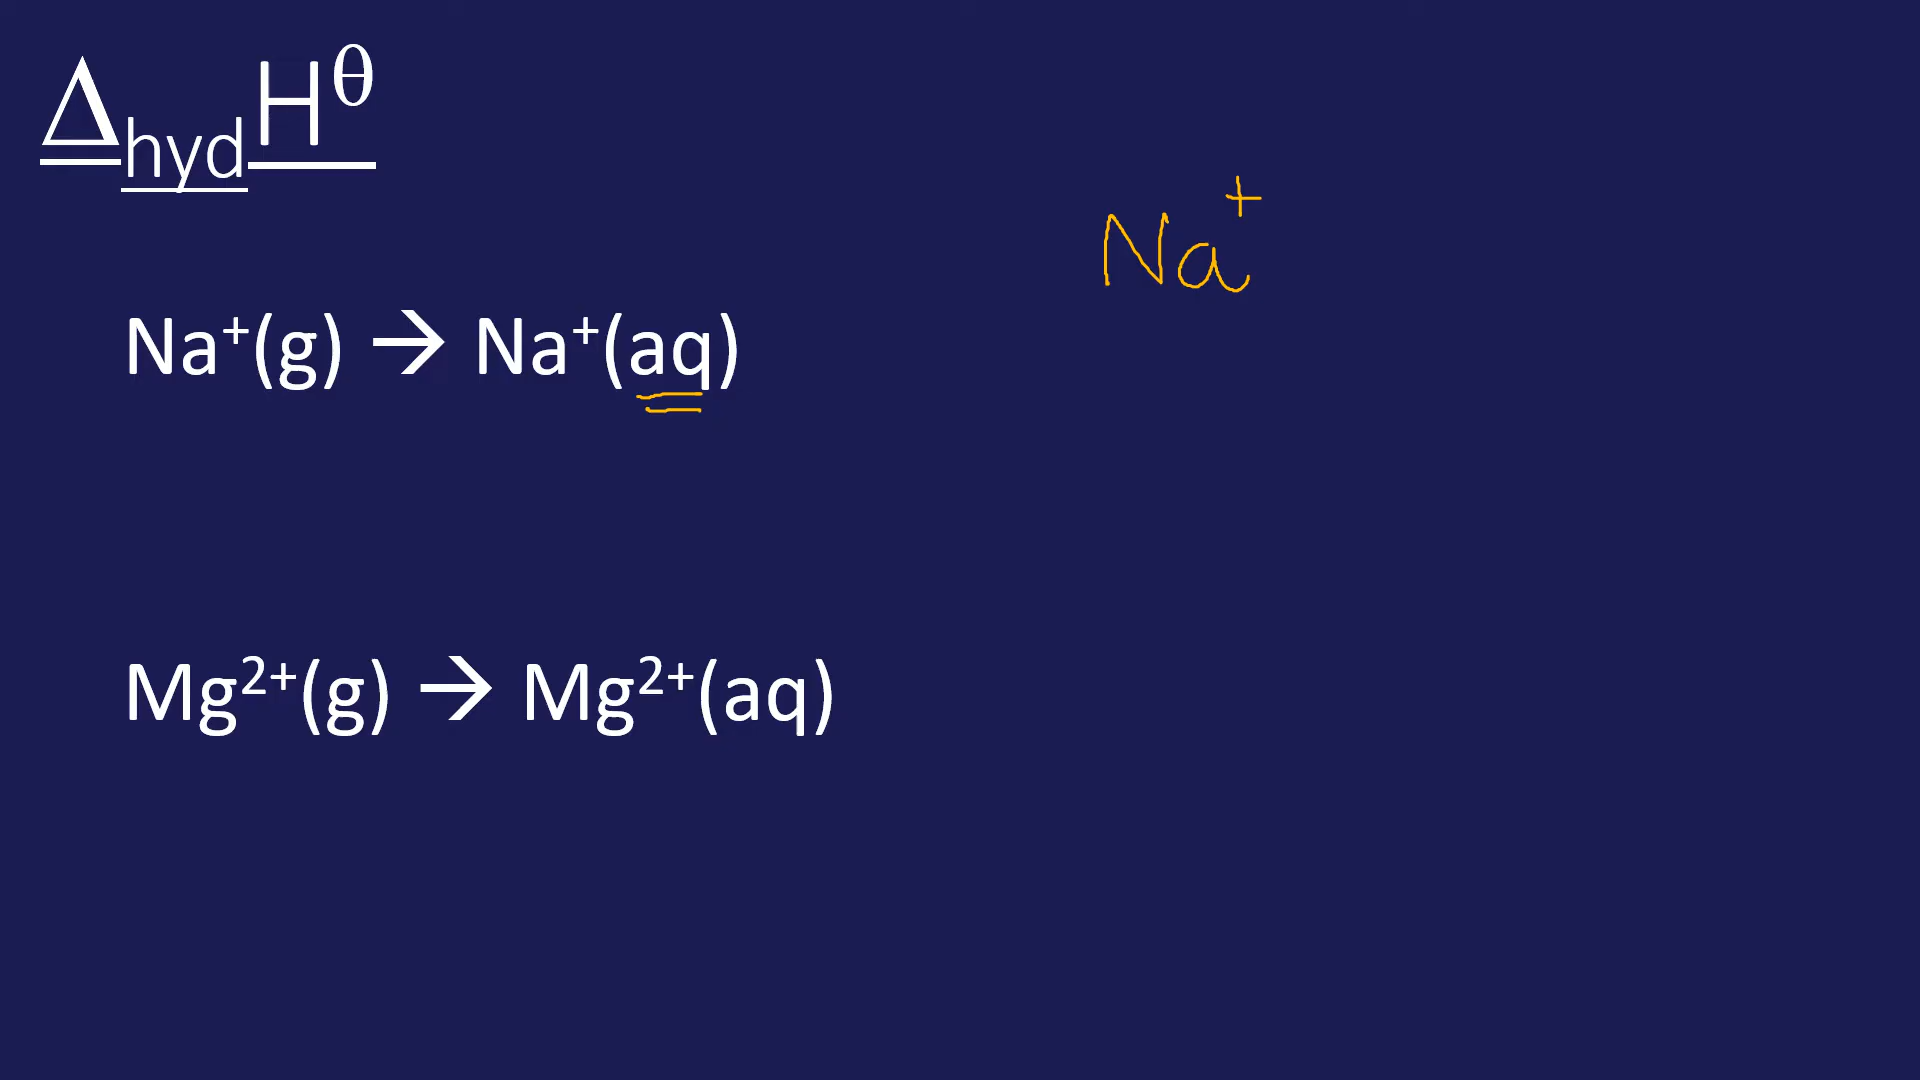 ΔhydHθ
Na⁺
Na⁺(g) → Na⁺(aq)
Mg²⁺(g) → Mg²⁺(aq)